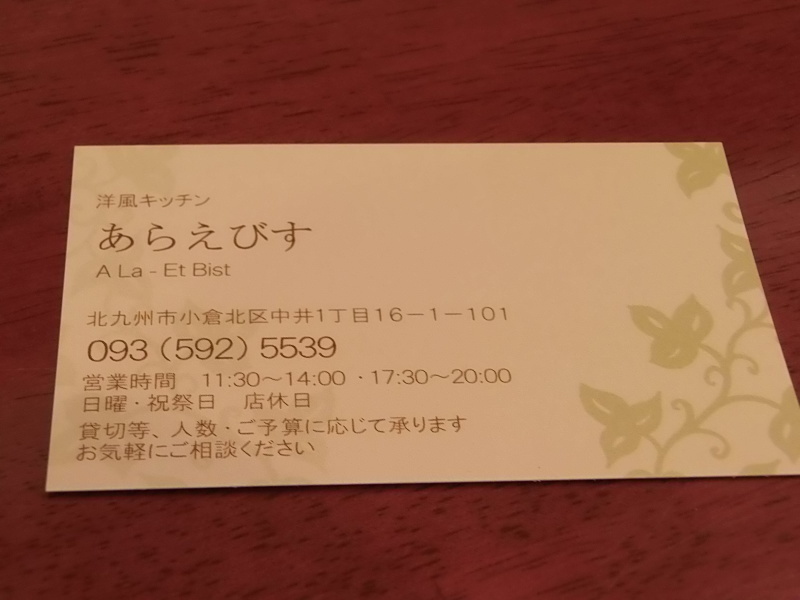 洋風キッチン
あらえびす
A La - Et Bist
北九州市小倉北区中井1丁目16－1－101
093（592）5539
営業時間　11:30～14:00 ・17:30～20:00
日曜・祝祭日　店休日
貸切等、人数・ご予算に応じて承ります
お気軽にご相談ください